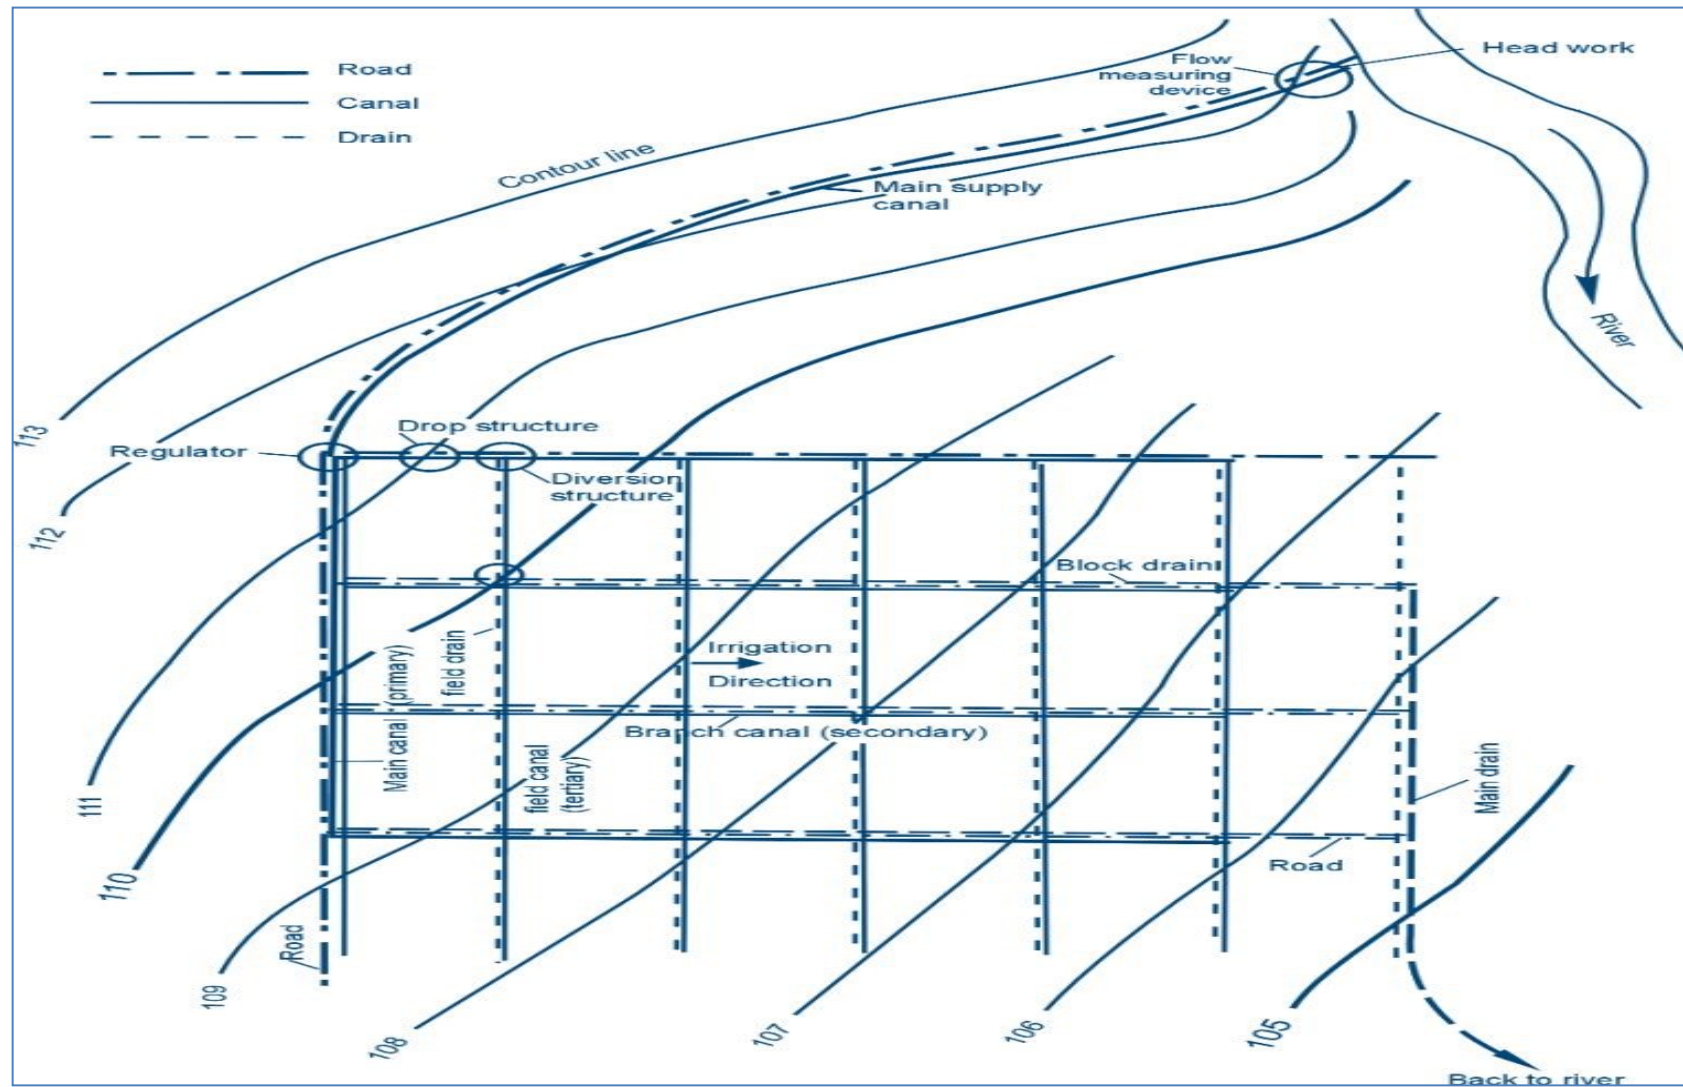 Road
Canal
Drain
Head work
Flow
measuring
device
Contour line
Main supply
canal
River
113
Drop structure
Regulator
Diversion
structure
112
Block drain
Irrigation
Direction
field drain
Main canal (primary)
Branch canal (secondary)
field canal
(tertiary)
Main drain
111
110
Road
Road
109
108
107
106
105
Back to river